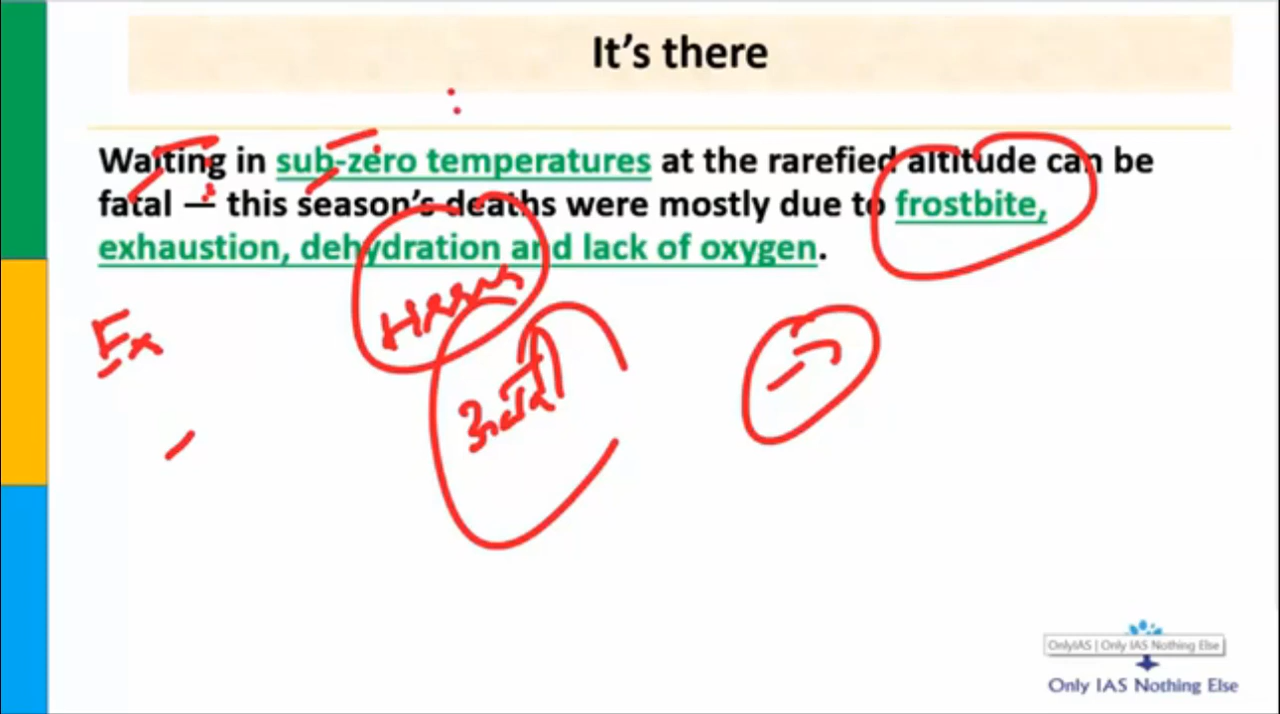 It's there
Waiting in sub-zero temperatures at the rarefied altitude can be
fatal — this season's deaths were mostly due to frostbite,
exhaustion, dehydration and lack of oxygen.
Ex
OnlyIAS | Only IAS Nothing Else
Only IAS Nothing Else